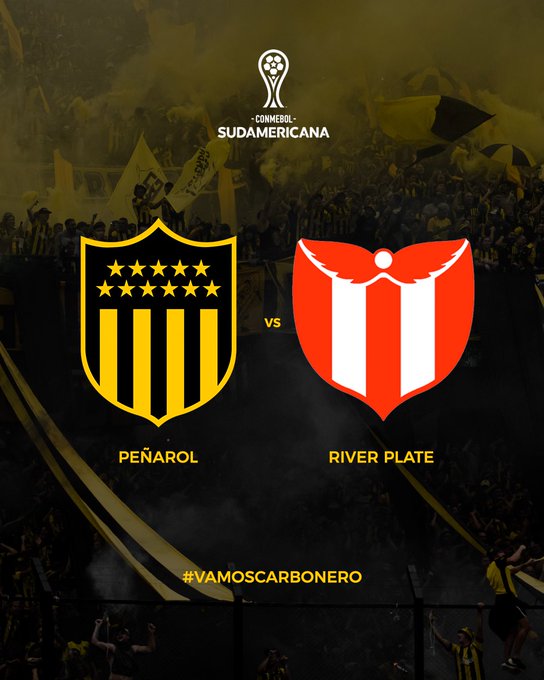 -CONMEBOL-
SUDAMERICANA
VS
PEÑAROL
RIVER PLATE
#VAMOSCARBONERO